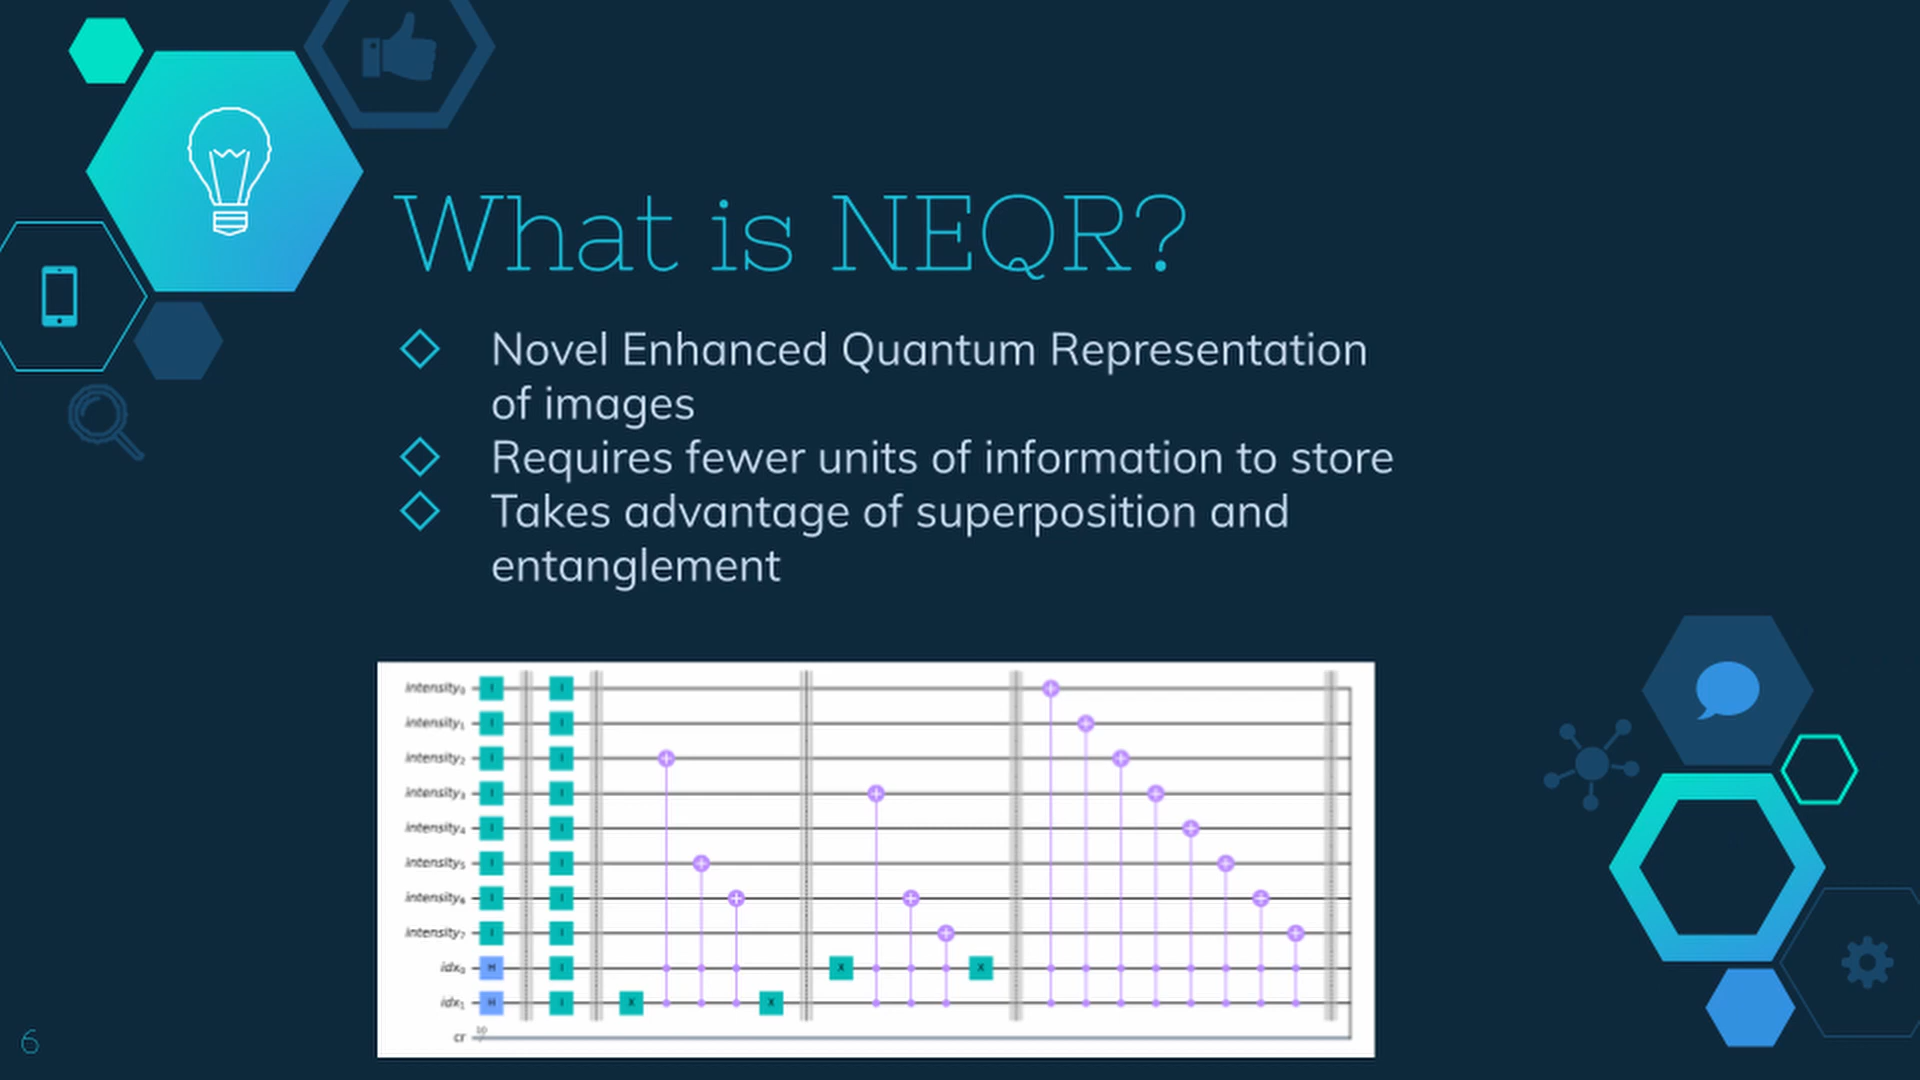 What is NEQR?
Novel Enhanced Quantum Representation
of images
Requires fewer units of information to store
Takes advantage of superposition and
entanglement
intensity₀ I I
intensity₁ I I
intensity₂ I I
intensity₃ I I
intensity₄ I I
intensity₅ I I
intensity₆ I I
intensity₇ I I
idx₀ H I X X
idx₁ H I X X
cr 10
6